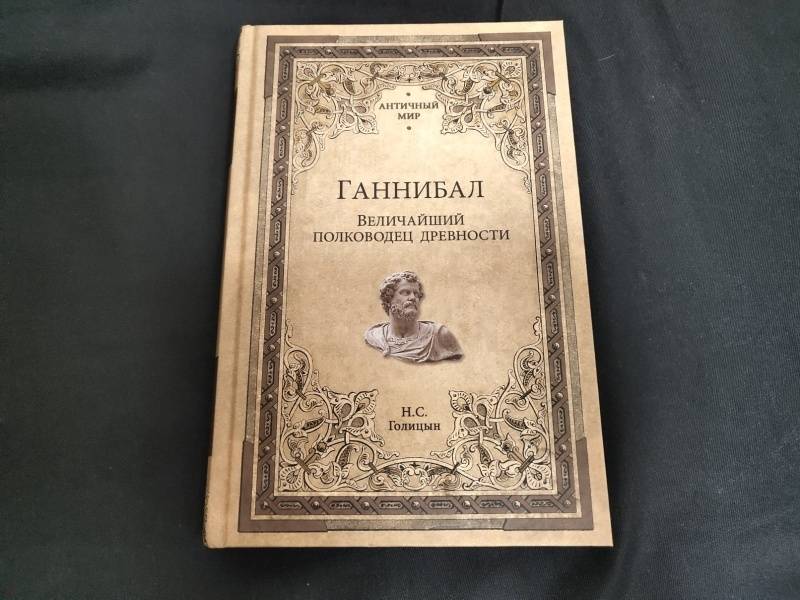 АНТИЧНЫЙ
МИР
ГАННИБАЛ
ВЕЛИЧАЙШИЙ
ПОЛКОВОДЕЦ ДРЕВНОСТИ
Н.С.
Голицын